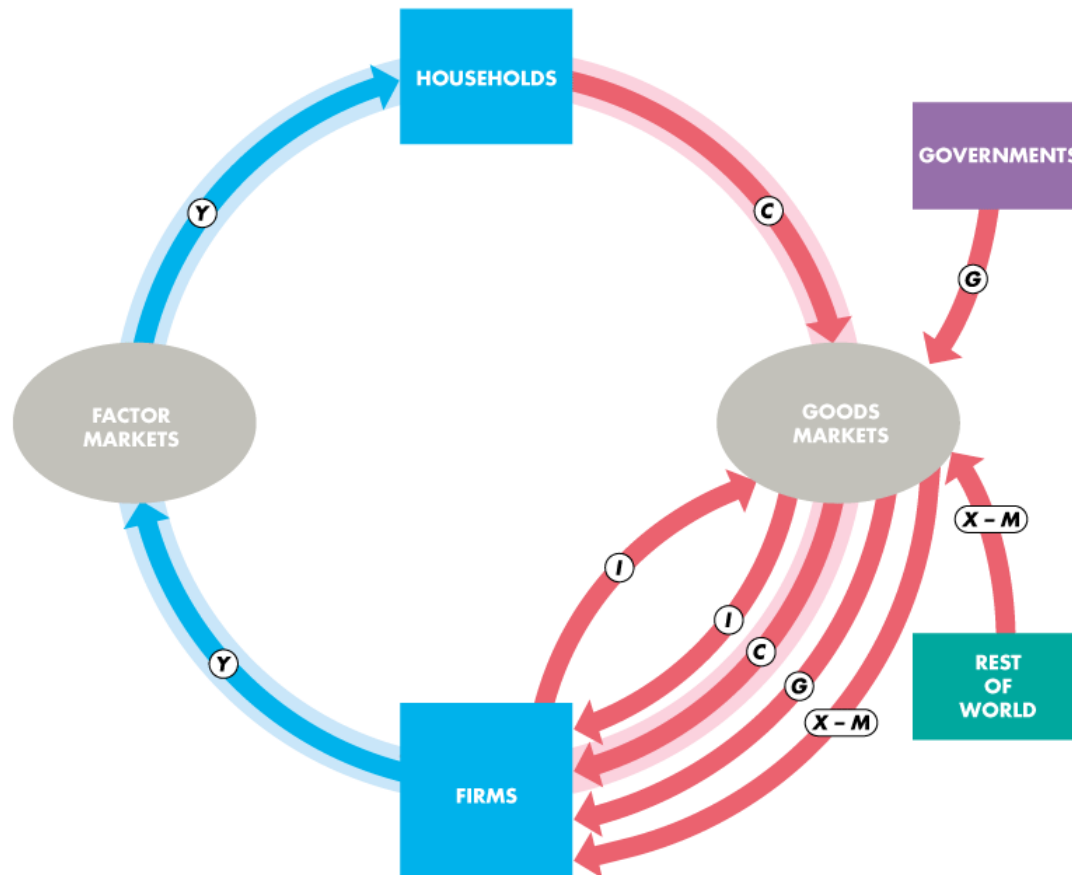 HOUSEHOLDS
GOVERNMENTS
Y
C
G
FACTOR
MARKETS
GOODS
MARKETS
X – M
I
I
C
Y
G
X – M
REST
OF
WORLD
FIRMS